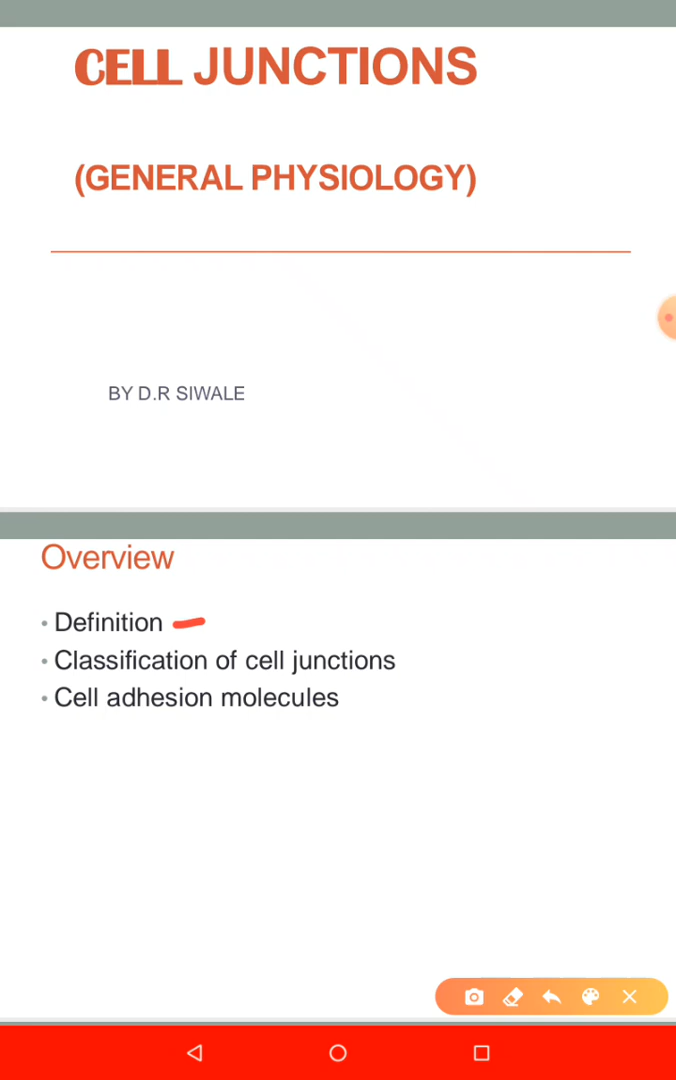 CELL JUNCTIONS
(GENERAL PHYSIOLOGY)
BY D.R SIWALE
Overview
• Definition
• Classification of cell junctions
• Cell adhesion molecules